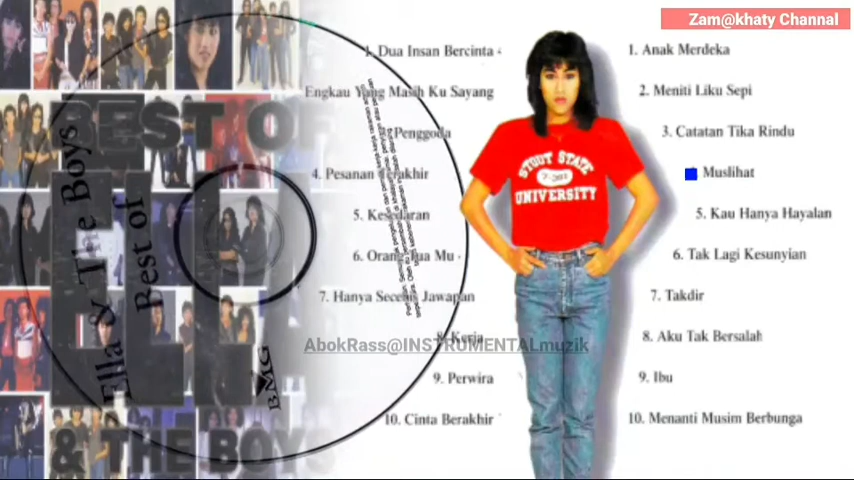 Zam@khaty Channal
BEST OF
ELLA
& THE BOYS
Ella & The Boys
Best of
BMG
1. Dua Insan Bercinta
Engkau Yang Masih Ku Sayang
Penggoda
4. Pesanan Terakhir
5. Kesedaran
6. Orang Tua Mu
7. Hanya Secebis Jawapan
8. Kerja
9. Perwira
10. Cinta Berakhir
AbokRass@INSTRUMENTALmuzik
STOUT STATE
UNIVERSITY
1. Anak Merdeka
2. Meniti Liku Sepi
3. Catatan Tika Rindu
Muslihat
5. Kau Hanya Hayalan
6. Tak Lagi Kesunyian
7. Takdir
8. Aku Tak Bersalah
9. Ibu
10. Menanti Musim Berbunga